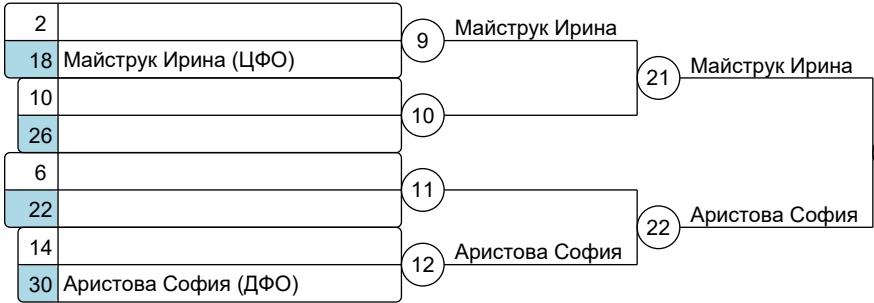 2
9 Майструк Ирина
18 Майструк Ирина (ЦФО)
21 Майструк Ирина
10
10
26
6
11
22
22 Аристова София
14
12 Аристова София
30 Аристова София (ДФО)